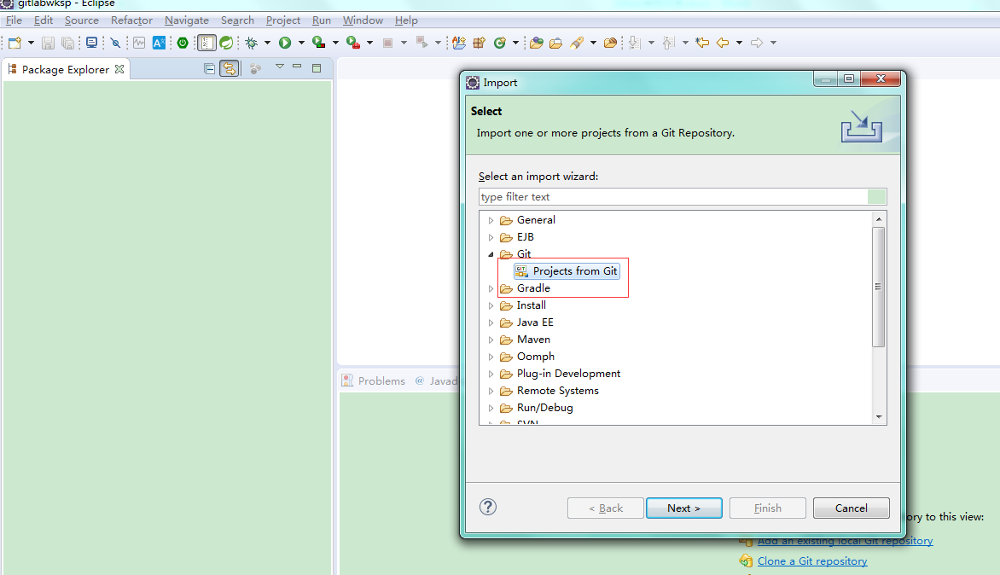 gitlabwksp - Eclipse
File Edit Source Refactor Navigate Search Project Run Window Help
Package Explorer
Import
Select
Import one or more projects from a Git Repository.
Select an import wizard:
type filter text
General
EJB
Git
GIT Projects from Git
Gradle
Install
Java EE
Maven
Oomph
Plug-in Development
Remote Systems
Run/Debug
SVN
Problems @ Javad
? < Back Next > Finish Cancel
ory to this view:
Add an existing local Git repository
Clone a Git repository